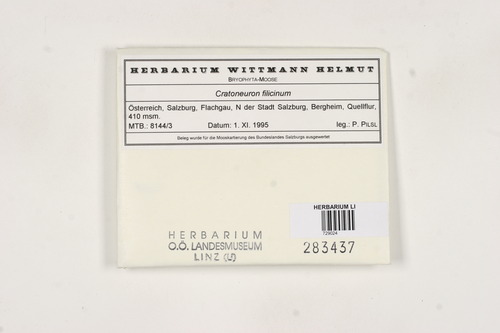 HERBARIUM WITTMANN HELMUT
BRYOPHYTA-MOOSE
Cratoneuron filicinum
Österreich, Salzburg, Flachgau, N der Stadt Salzburg, Bergheim, Quellflur,
410 msm.
MTB.: 8144/3 Datum: 1. XI. 1995 leg.: P. PILSL
Beleg wurde für die Mooskartierung des Bundeslandes Salzburgs ausgewertet
HERBARIUM LI
729024
HERBARIUM
O.Ö. LANDESMUSEUM
LINZ (LI)
283437